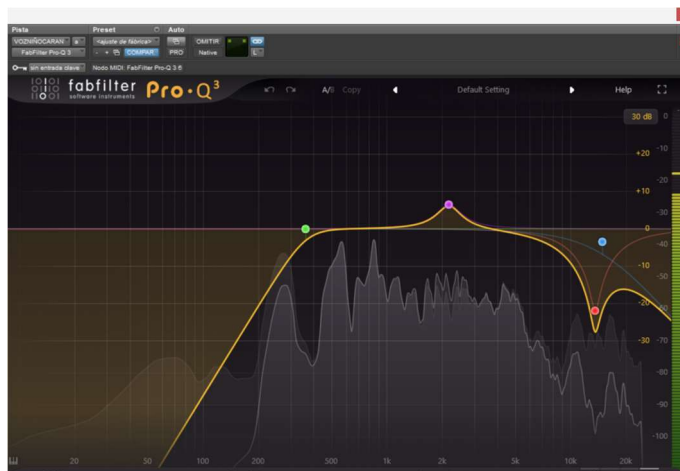 Pista Preset Auto
VOZNIÑOCARAN a <ajuste de fábrica> OMITIR
FabFilter Pro-Q 3 - + COMPAR PRO Native L
sin entrada clave Nodo MIDI: FabFilter Pro-Q 3 6
fabfilter Pro·Q3 A/B Copy Default Setting Help
software instruments
30 dB 0
+20 -10
-20
+10
-30
0
-40
-10
-50
-20
-30 -70
-80
-90
-100
20 50 100 200 500 1k 2k 5k 10k 20k